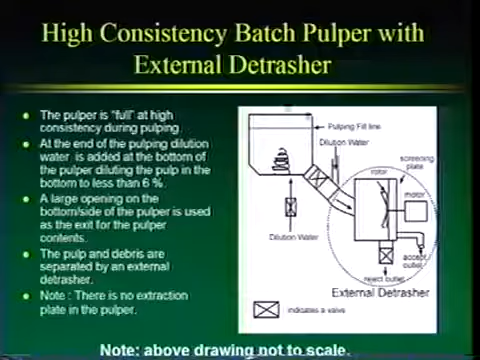 High Consistency Batch Pulper with
External Detrasher
The pulper is "full" at high
consistency during pulping.
At the end of the pulping dilution
water is added at the bottom of
the pulper diluting the pulp in the
bottom to less than 6 %.
A large opening on the
bottom/side of the pulper is used
as the exit for the pulper
contents.
The pulp and debris are
separated by an external
detrasher.
Note : There is no extraction
plate in the pulper.
Pulping Fill line
Dilution Water
screening
plate
rotor
motor
Dilution Water
accept
outlet
reject outlet
External Detrasher
indicates a valve
Note: above drawing not to scale.